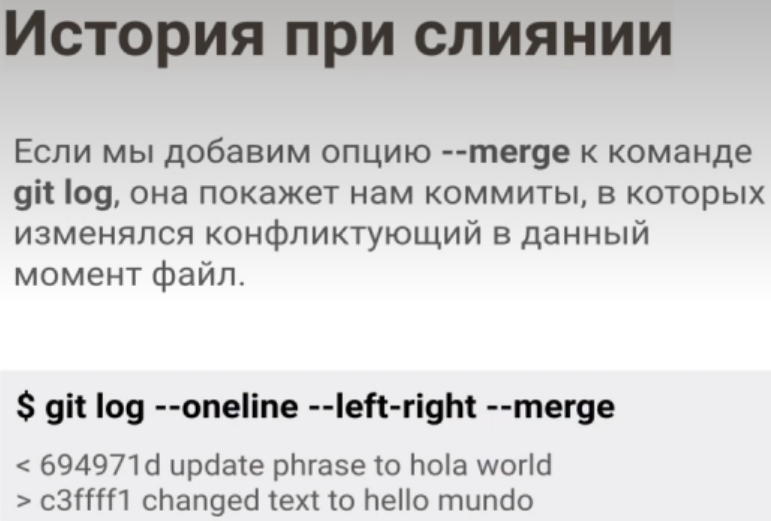 История при слиянии
Если мы добавим опцию --merge к команде
git log, она покажет нам коммиты, в которых
изменялся конфликтующий в данный
момент файл.
$ git log --oneline --left-right --merge
< 694971d update phrase to hola world
> c3ffff1 changed text to hello mundo